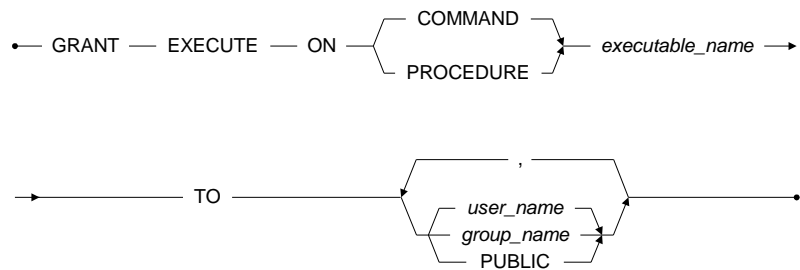 COMMAND
GRANT EXECUTE ON executable_name
PROCEDURE
,
TO
user_name
group_name
PUBLIC